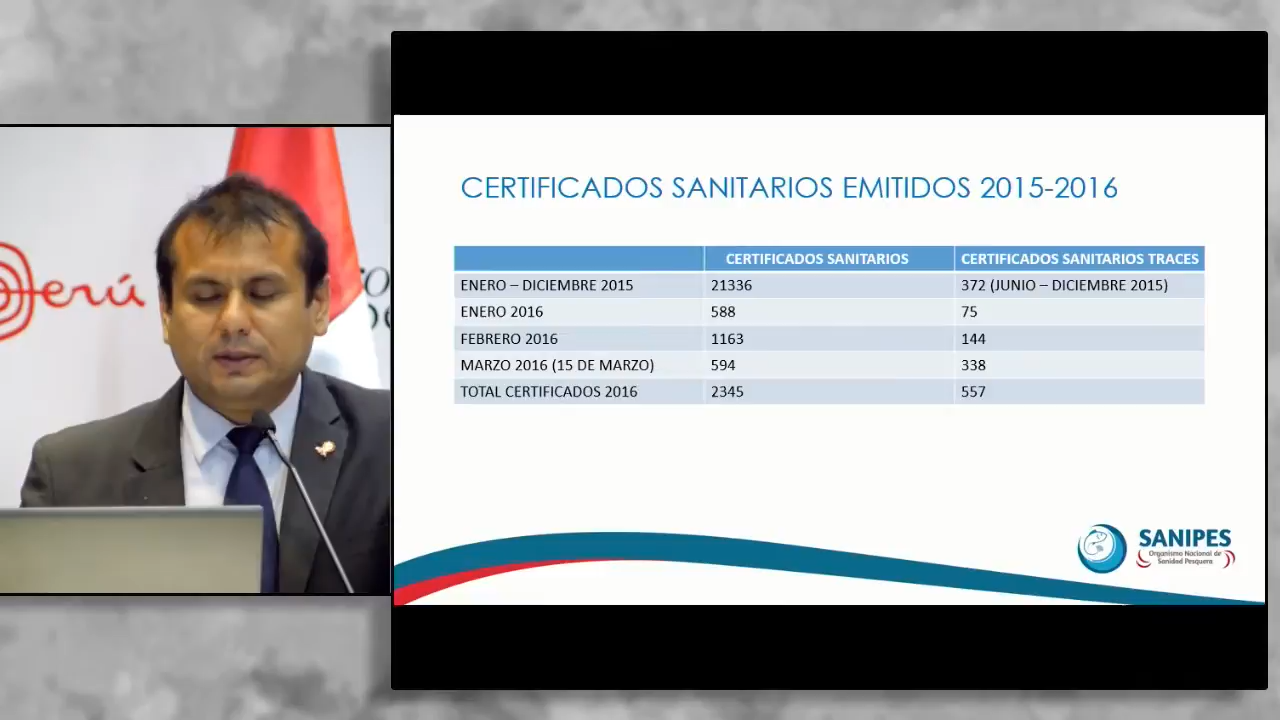 Perú
CERTIFICADOS SANITARIOS EMITIDOS 2015-2016
CERTIFICADOS SANITARIOS CERTIFICADOS SANITARIOS TRACES
ENERO – DICIEMBRE 2015 21336 372 (JUNIO – DICIEMBRE 2015)
ENERO 2016 588 75
FEBRERO 2016 1163 144
MARZO 2016 (15 DE MARZO) 594 338
TOTAL CERTIFICADOS 2016 2345 557
SANIPES
Organismo Nacional de
Sanidad Pesquera